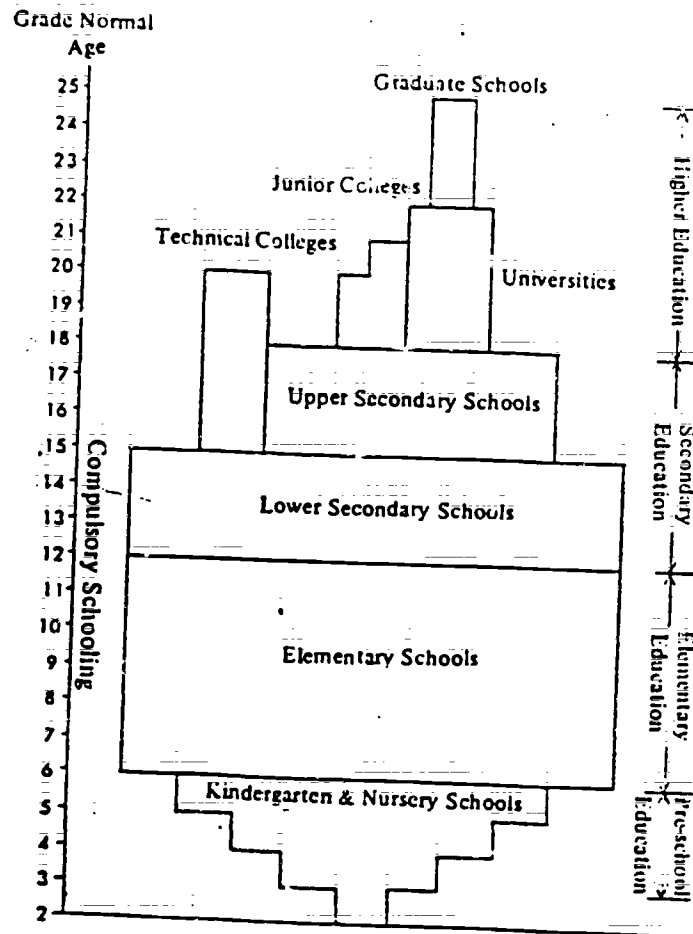 Grade Normal
Age
25
24
23
22
21
20
19
18
17
16
15
14
13
12
11
10
9
8
7
6
5
4
3
2
Compulsory Schooling
Graduate Schools
Junior Colleges
Technical Colleges
Universities
Upper Secondary Schools
Lower Secondary Schools
Elementary Schools
Kindergarten & Nursery Schools
Higher Education
Secondary
Education
Elementary
Education
Pre-school
Education